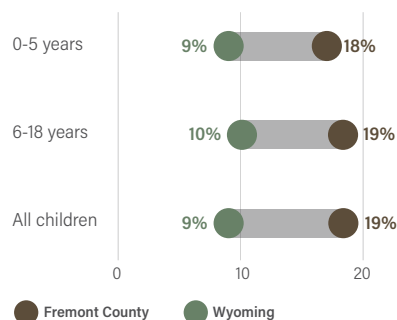 0-5 years 9% 18%
6-18 years 10% 19%
All children 9% 19%
0 10 20
Fremont County Wyoming